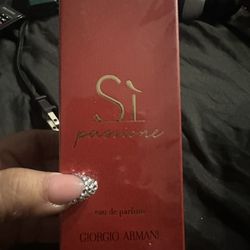 Sì
passione
eau de parfum
GIORGIO ARMANI